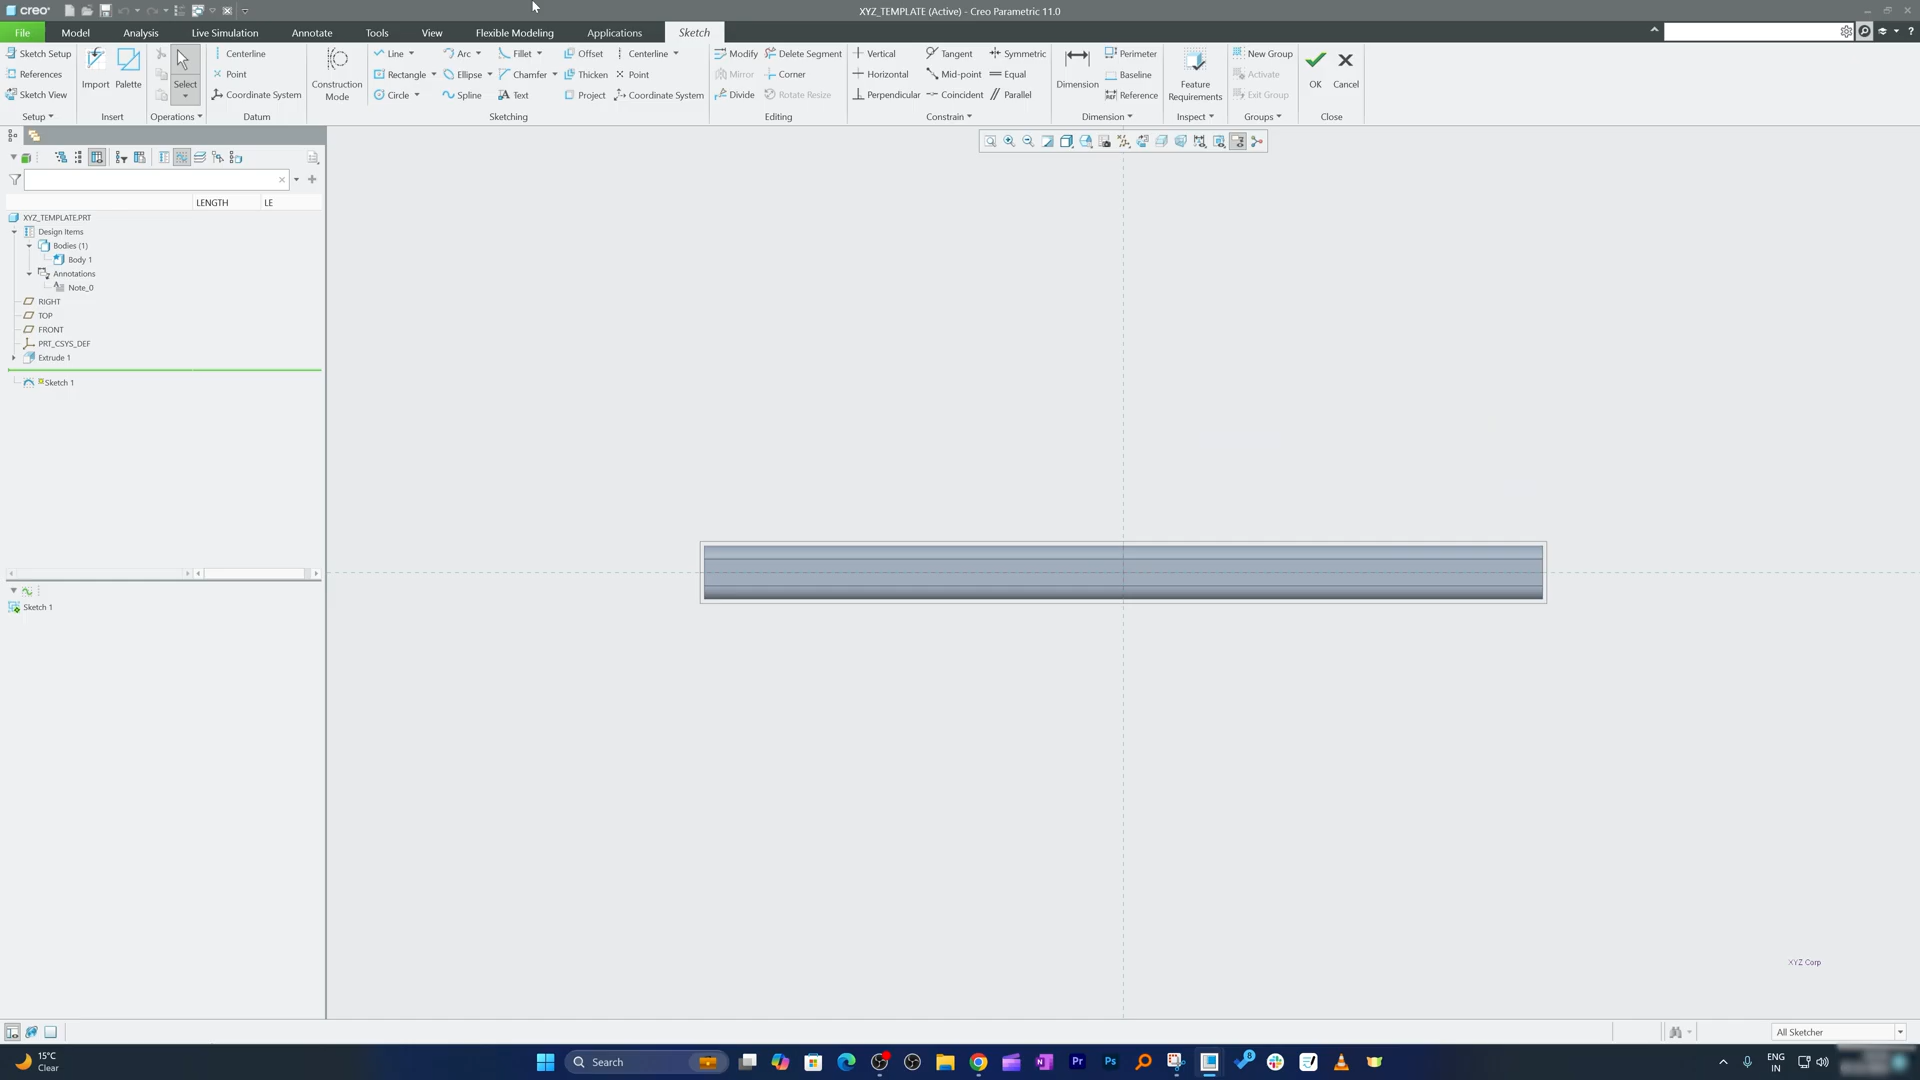 creo
XYZ_TEMPLATE (Active) - Creo Parametric 11.0
File Model Analysis Live Simulation Annotate Tools View Flexible Modeling Applications Sketch
Sketch Setup
References
Sketch View
Setup
Import
Palette
Insert
Select
Operations
Centerline
Point
Coordinate System
Datum
Construction
Mode
Line Arc Fillet Offset Centerline
Rectangle Ellipse Chamfer Thicken Point
Circle Spline Text Project Coordinate System
Sketching
Modify Delete Segment
Mirror Corner
Divide Rotate Resize
Editing
Vertical Tangent Symmetric
Horizontal Mid-point Equal
Perpendicular Coincident Parallel
Constrain
Dimension
Perimeter
Baseline
Reference
Dimension
Feature
Requirements
Inspect
New Group
Activate
Exit Group
Groups
OK
Cancel
Close
LENGTH LE
XYZ_TEMPLATE.PRT
Design Items
Bodies (1)
Body 1
Annotations
Note_0
RIGHT
TOP
FRONT
PRT_CSYS_DEF
Extrude 1
Sketch 1
Sketch 1
XYZ Corp
All Sketcher
15°C
Clear
Search
Pr
Ps
8
ENG
IN